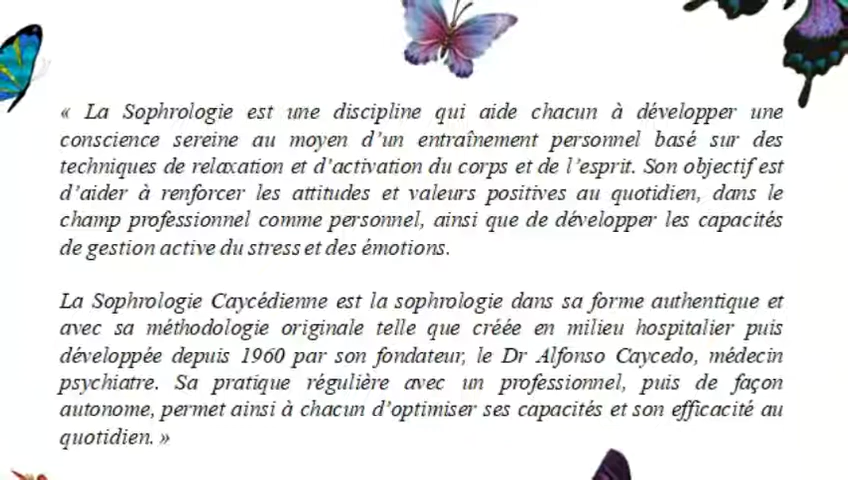 « La Sophrologie est une discipline qui aide chacun à développer une
conscience sereine au moyen d'un entraînement personnel basé sur des
techniques de relaxation et d'activation du corps et de l'esprit. Son objectif est
d'aider à renforcer les attitudes et valeurs positives au quotidien, dans le
champ professionnel comme personnel, ainsi que de développer les capacités
de gestion active du stress et des émotions.
La Sophrologie Caycédienne est la sophrologie dans sa forme authentique et
avec sa méthodologie originale telle que créée en milieu hospitalier puis
développée depuis 1960 par son fondateur, le Dr Alfonso Caycedo, médecin
psychiatre. Sa pratique régulière avec un professionnel, puis de façon
autonome, permet ainsi à chacun d'optimiser ses capacités et son efficacité au
quotidien. »